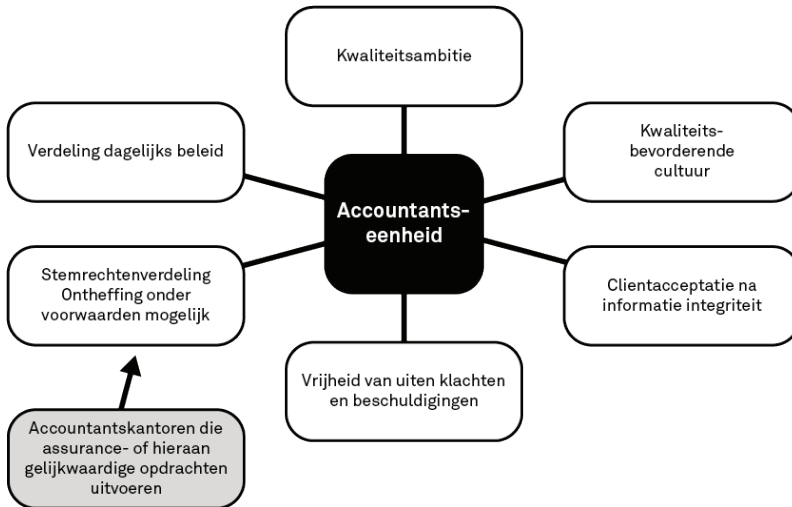 Kwaliteitsambitie
Verdeling dagelijks beleid
Kwaliteits-
bevorderende
cultuur
Accountants-
eenheid
Stemrechtenverdeling
Ontheffing onder
voorwaarden mogelijk
Clientacceptatie na
informatie integriteit
Vrijheid van uiten klachten
en beschuldigingen
Accountantskantoren die
assurance- of hieraan
gelijkwaardige opdrachten
uitvoeren